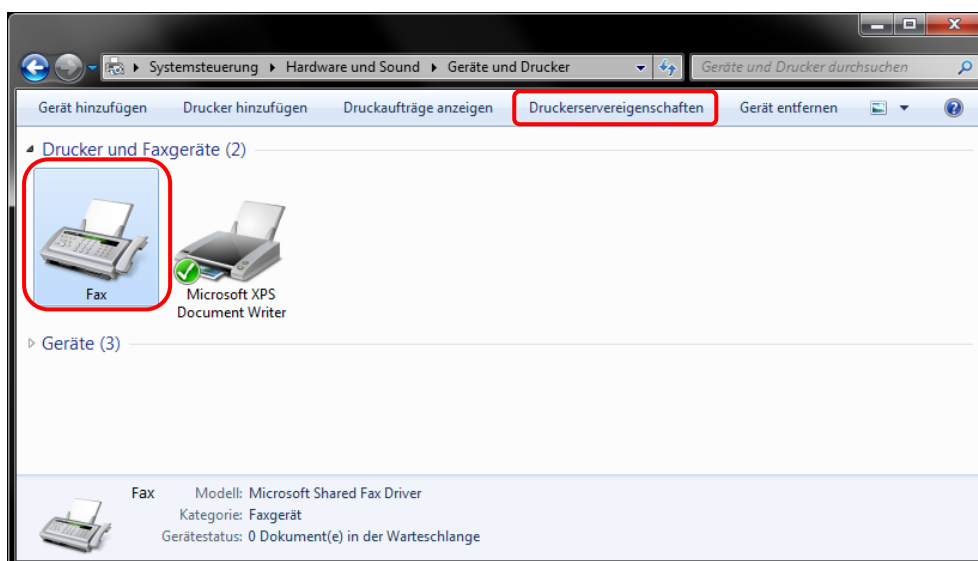 Systemsteuerung Hardware und Sound Geräte und Drucker Geräte und Drucker durchsuchen
Gerät hinzufügen Drucker hinzufügen Druckaufträge anzeigen Druckerservereigenschaften Gerät entfernen
Drucker und Faxgeräte (2)
Fax
Microsoft XPS
Document Writer
Geräte (3)
Fax Modell: Microsoft Shared Fax Driver
Kategorie: Faxgerät
Gerätestatus: 0 Dokument(e) in der Warteschlange